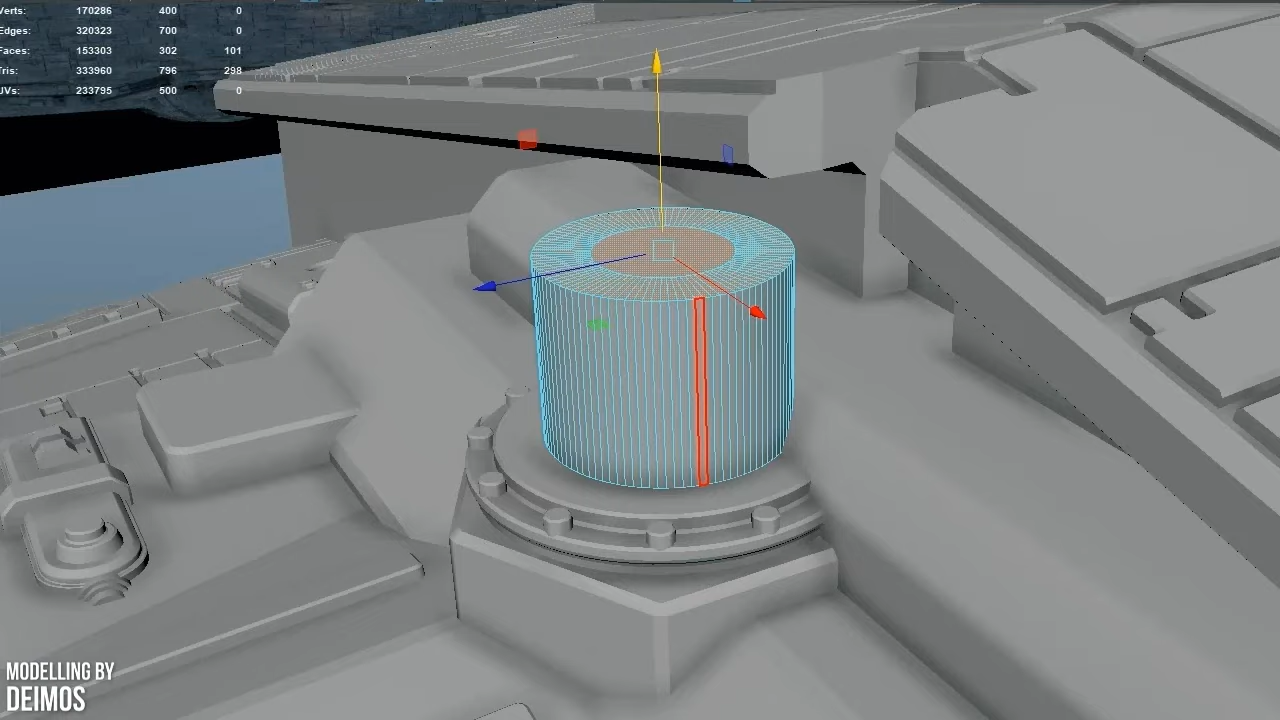 Verts: 170286 400 0
Edges: 320323 700 0
Faces: 153303 302 101
Tris: 333960 796 298
UVs: 233795 500 0
MODELLING BY
DEIMOS